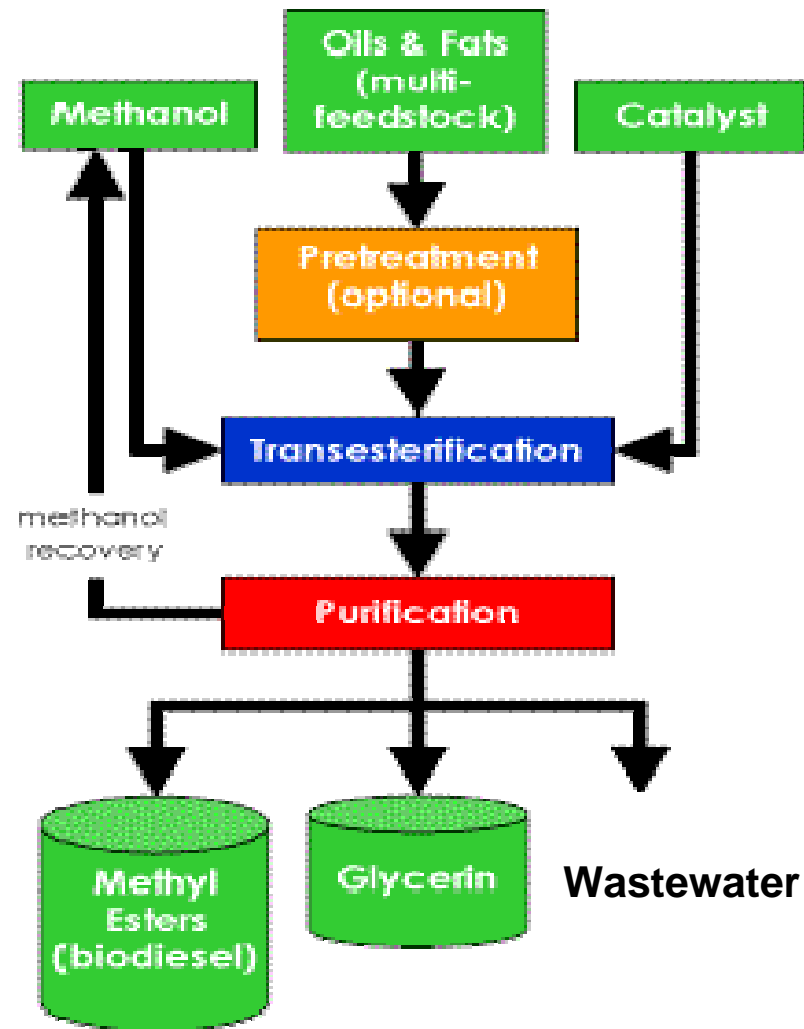 Oils & Fats
(multi-
feedstock)
Methanol
Catalyst
Pretreatment
(optional)
Transesterification
methanol
recovery
Purification
Methyl
Esters
(biodiesel)
Glycerin
Wastewater